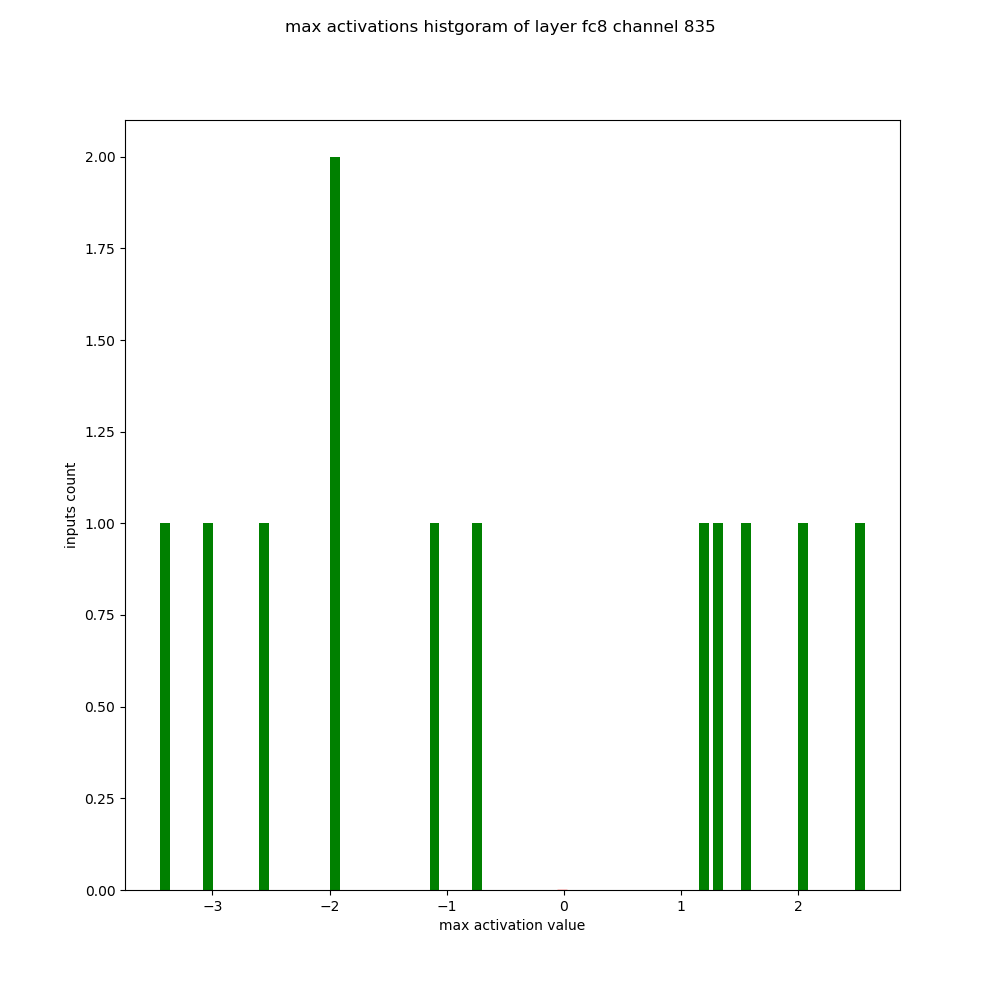 max activations histgoram of layer fc8 channel 835
2.00
1.75
1.50
1.25
1.00
0.75
0.50
0.25
0.00
inputs count
−3 −2 −1 0 1 2
max activation value